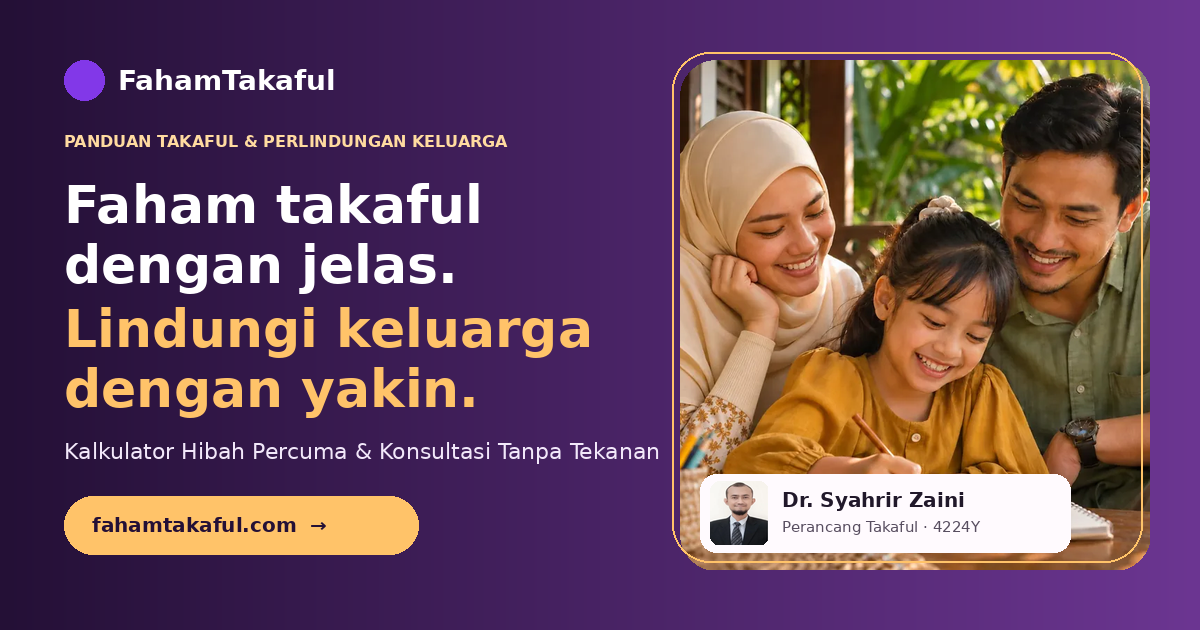 FahamTakaful
PANDUAN TAKAFUL & PERLINDUNGAN KELUARGA
Faham takaful
dengan jelas.
Lindungi keluarga
dengan yakin.
Kalkulator Hibah Percuma & Konsultasi Tanpa Tekanan
fahamtakaful.com →
Dr. Syahrir Zaini
Perancang Takaful · 4224Y